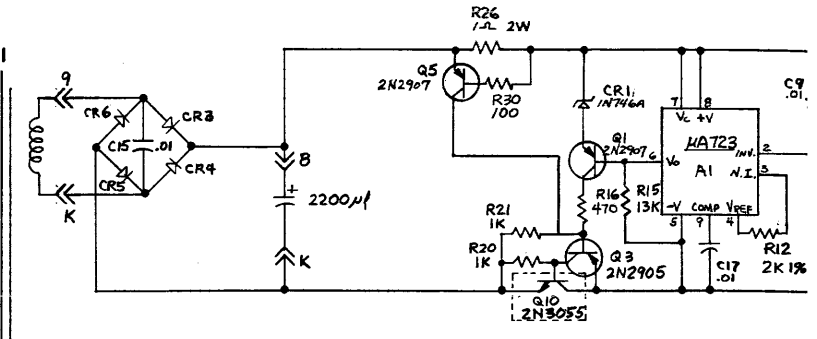 R26
1Ω 2W
Q5
2N2907
R30
100
CR1
1N746A
C9
.01
7
8
Vc +V
µA723
INV.
2
Q1
2N2907
6
Vo
A1
N.I.
3
9
CR6
CR3
C15
.01
CR5
CR4
K
8
+
2200µf
K
R16
470
R15
13K
-V
COMP
VREF
5
9
4
R21
1K
R20
1K
Q3
2N2905
C17
.01
R12
2K 1%
Q10
2N3055